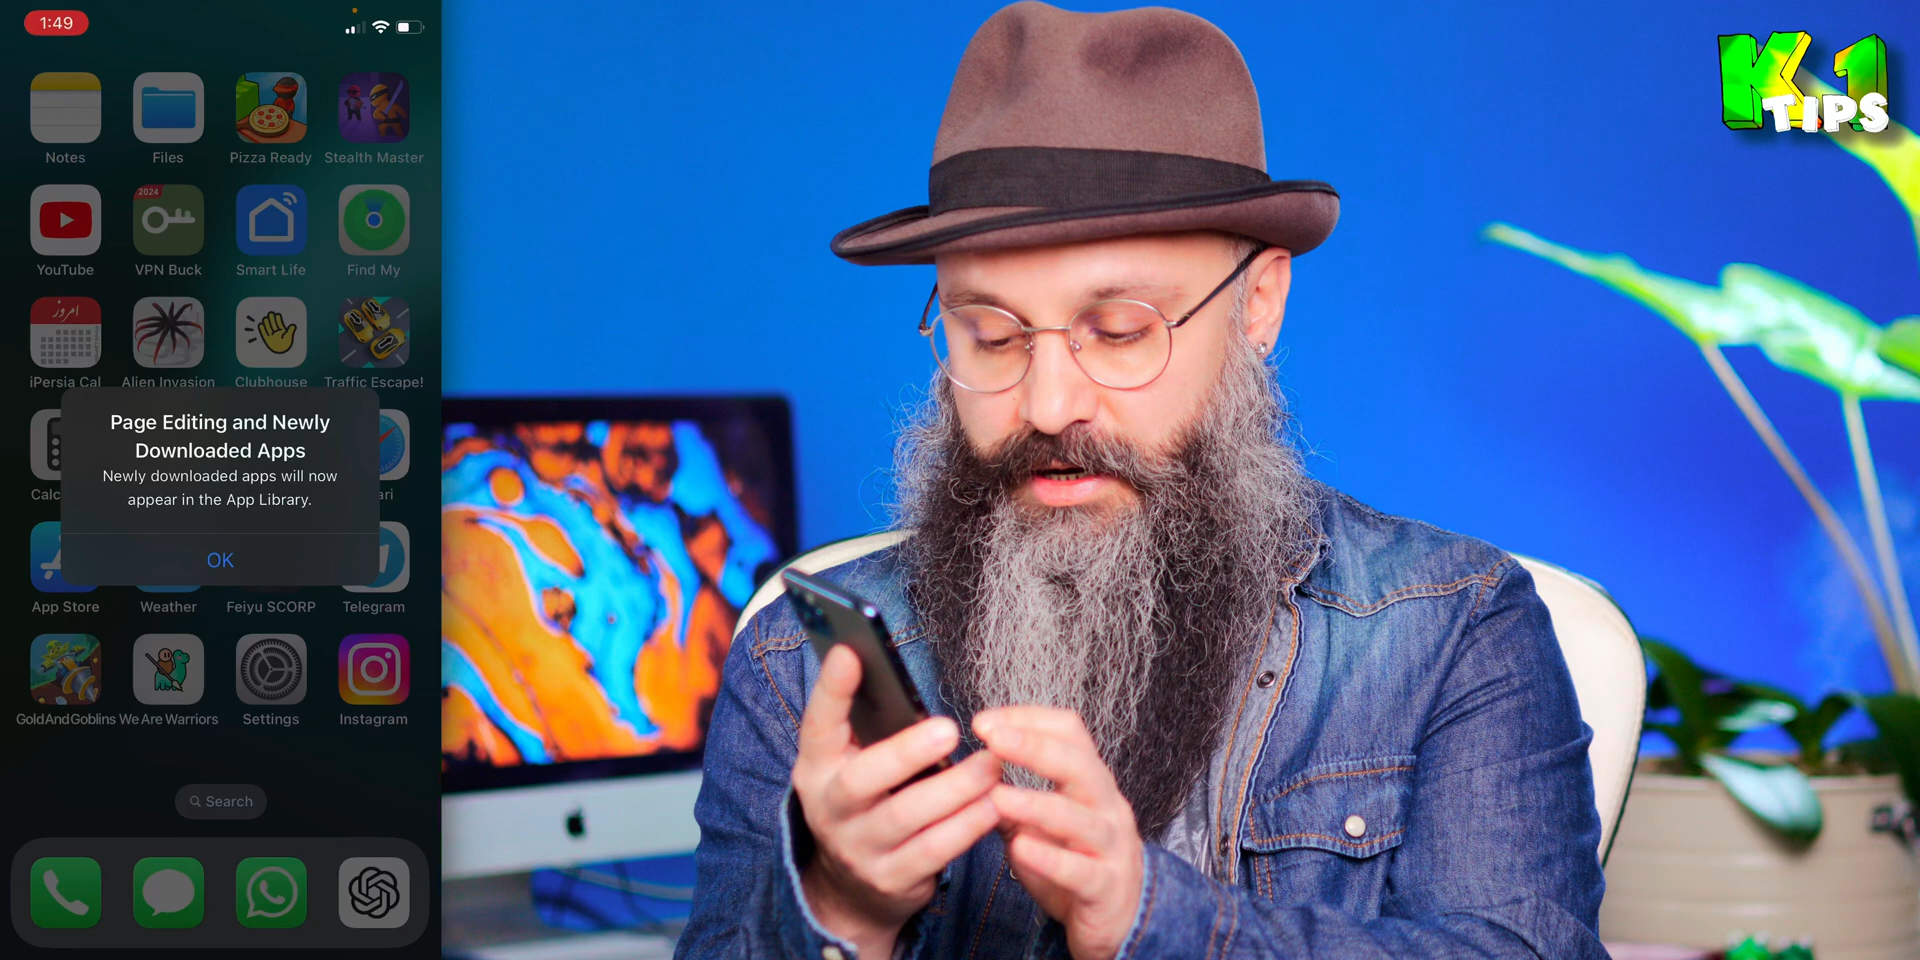 1:49
K1
TIPS
Notes
Files
Pizza Ready
Stealth Master
2024
YouTube
VPN Buck
Smart Life
Find My
امروز
iPersia Cal
Alien Invasion
Clubhouse
Traffic Escape!
Page Editing and Newly
Downloaded Apps
Newly downloaded apps will now
appear in the App Library.
OK
Calc
ari
App Store
Weather
Feiyu SCORP
Telegram
GoldAndGoblins
We Are Warriors
Settings
Instagram
Search